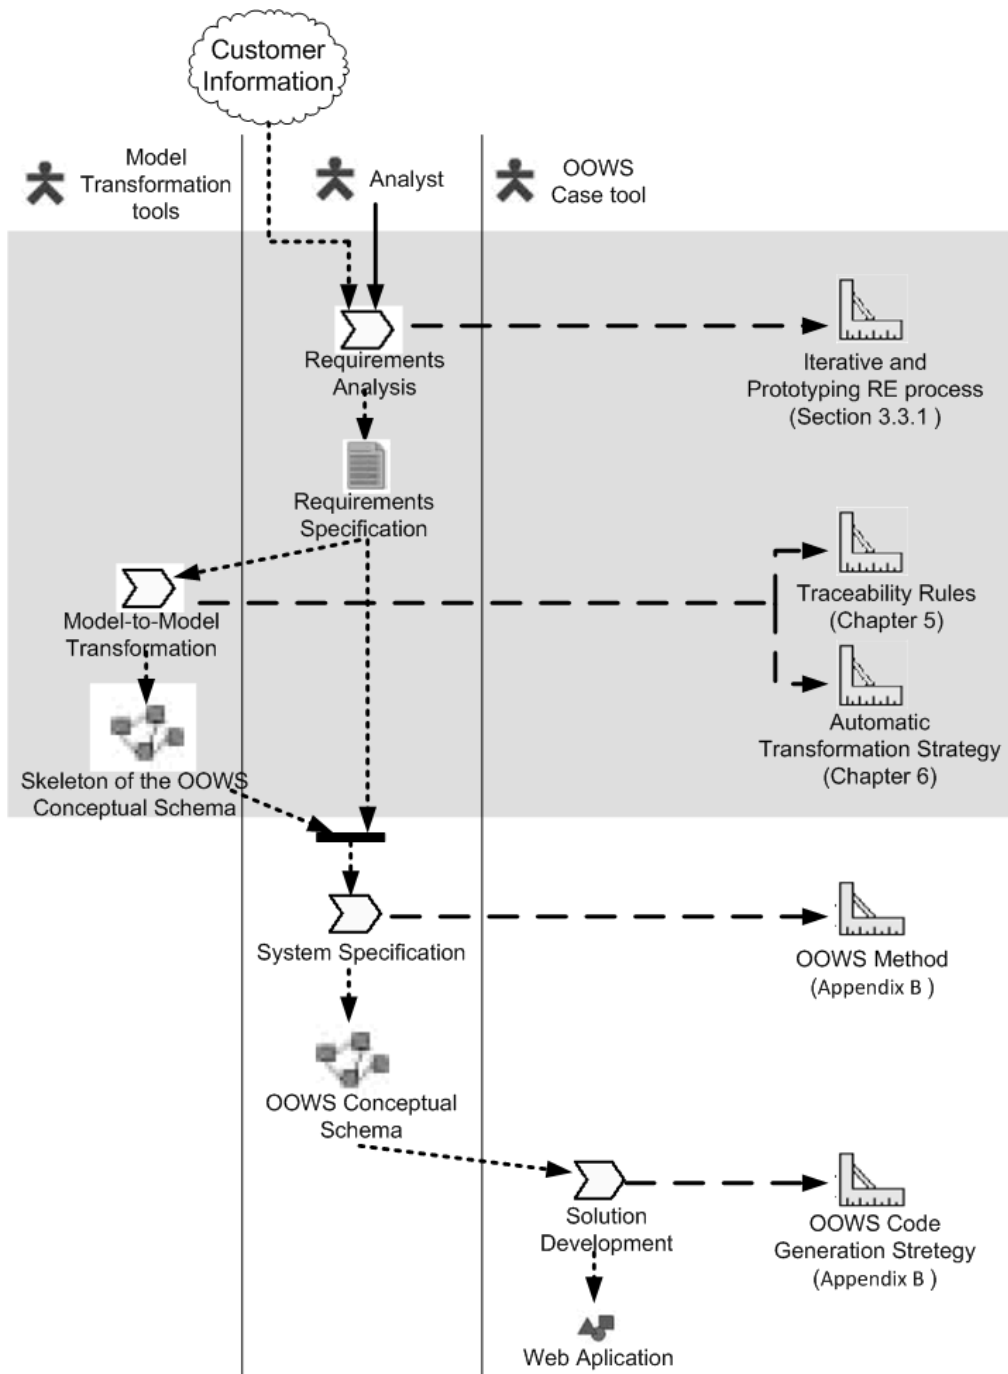 Customer
Information
Model
Transformation
tools
Analyst
OOWS
Case tool
Requirements
Analysis
Iterative and
Prototyping RE process
(Section 3.3.1 )
Requirements
Specification
Traceability Rules
(Chapter 5)
Model-to-Model
Transformation
Automatic
Transformation Strategy
(Chapter 6)
Skeleton of the OOWS
Conceptual Schema
System Specification
OOWS Method
(Appendix B )
OOWS Conceptual
Schema
Solution
Development
OOWS Code
Generation Stretegy
(Appendix B )
Web Aplication